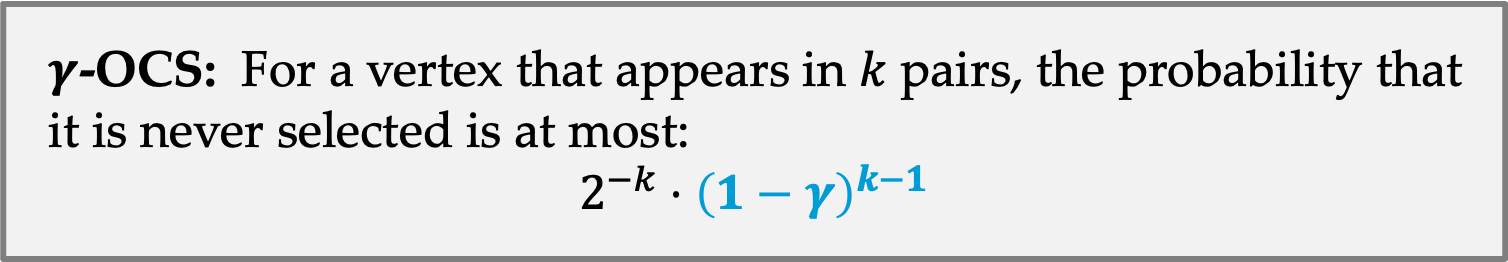 γ-OCS: For a vertex that appears in k pairs, the probability that
it is never selected is at most:
2⁻ᵏ · (1 − γ)ᵏ⁻¹